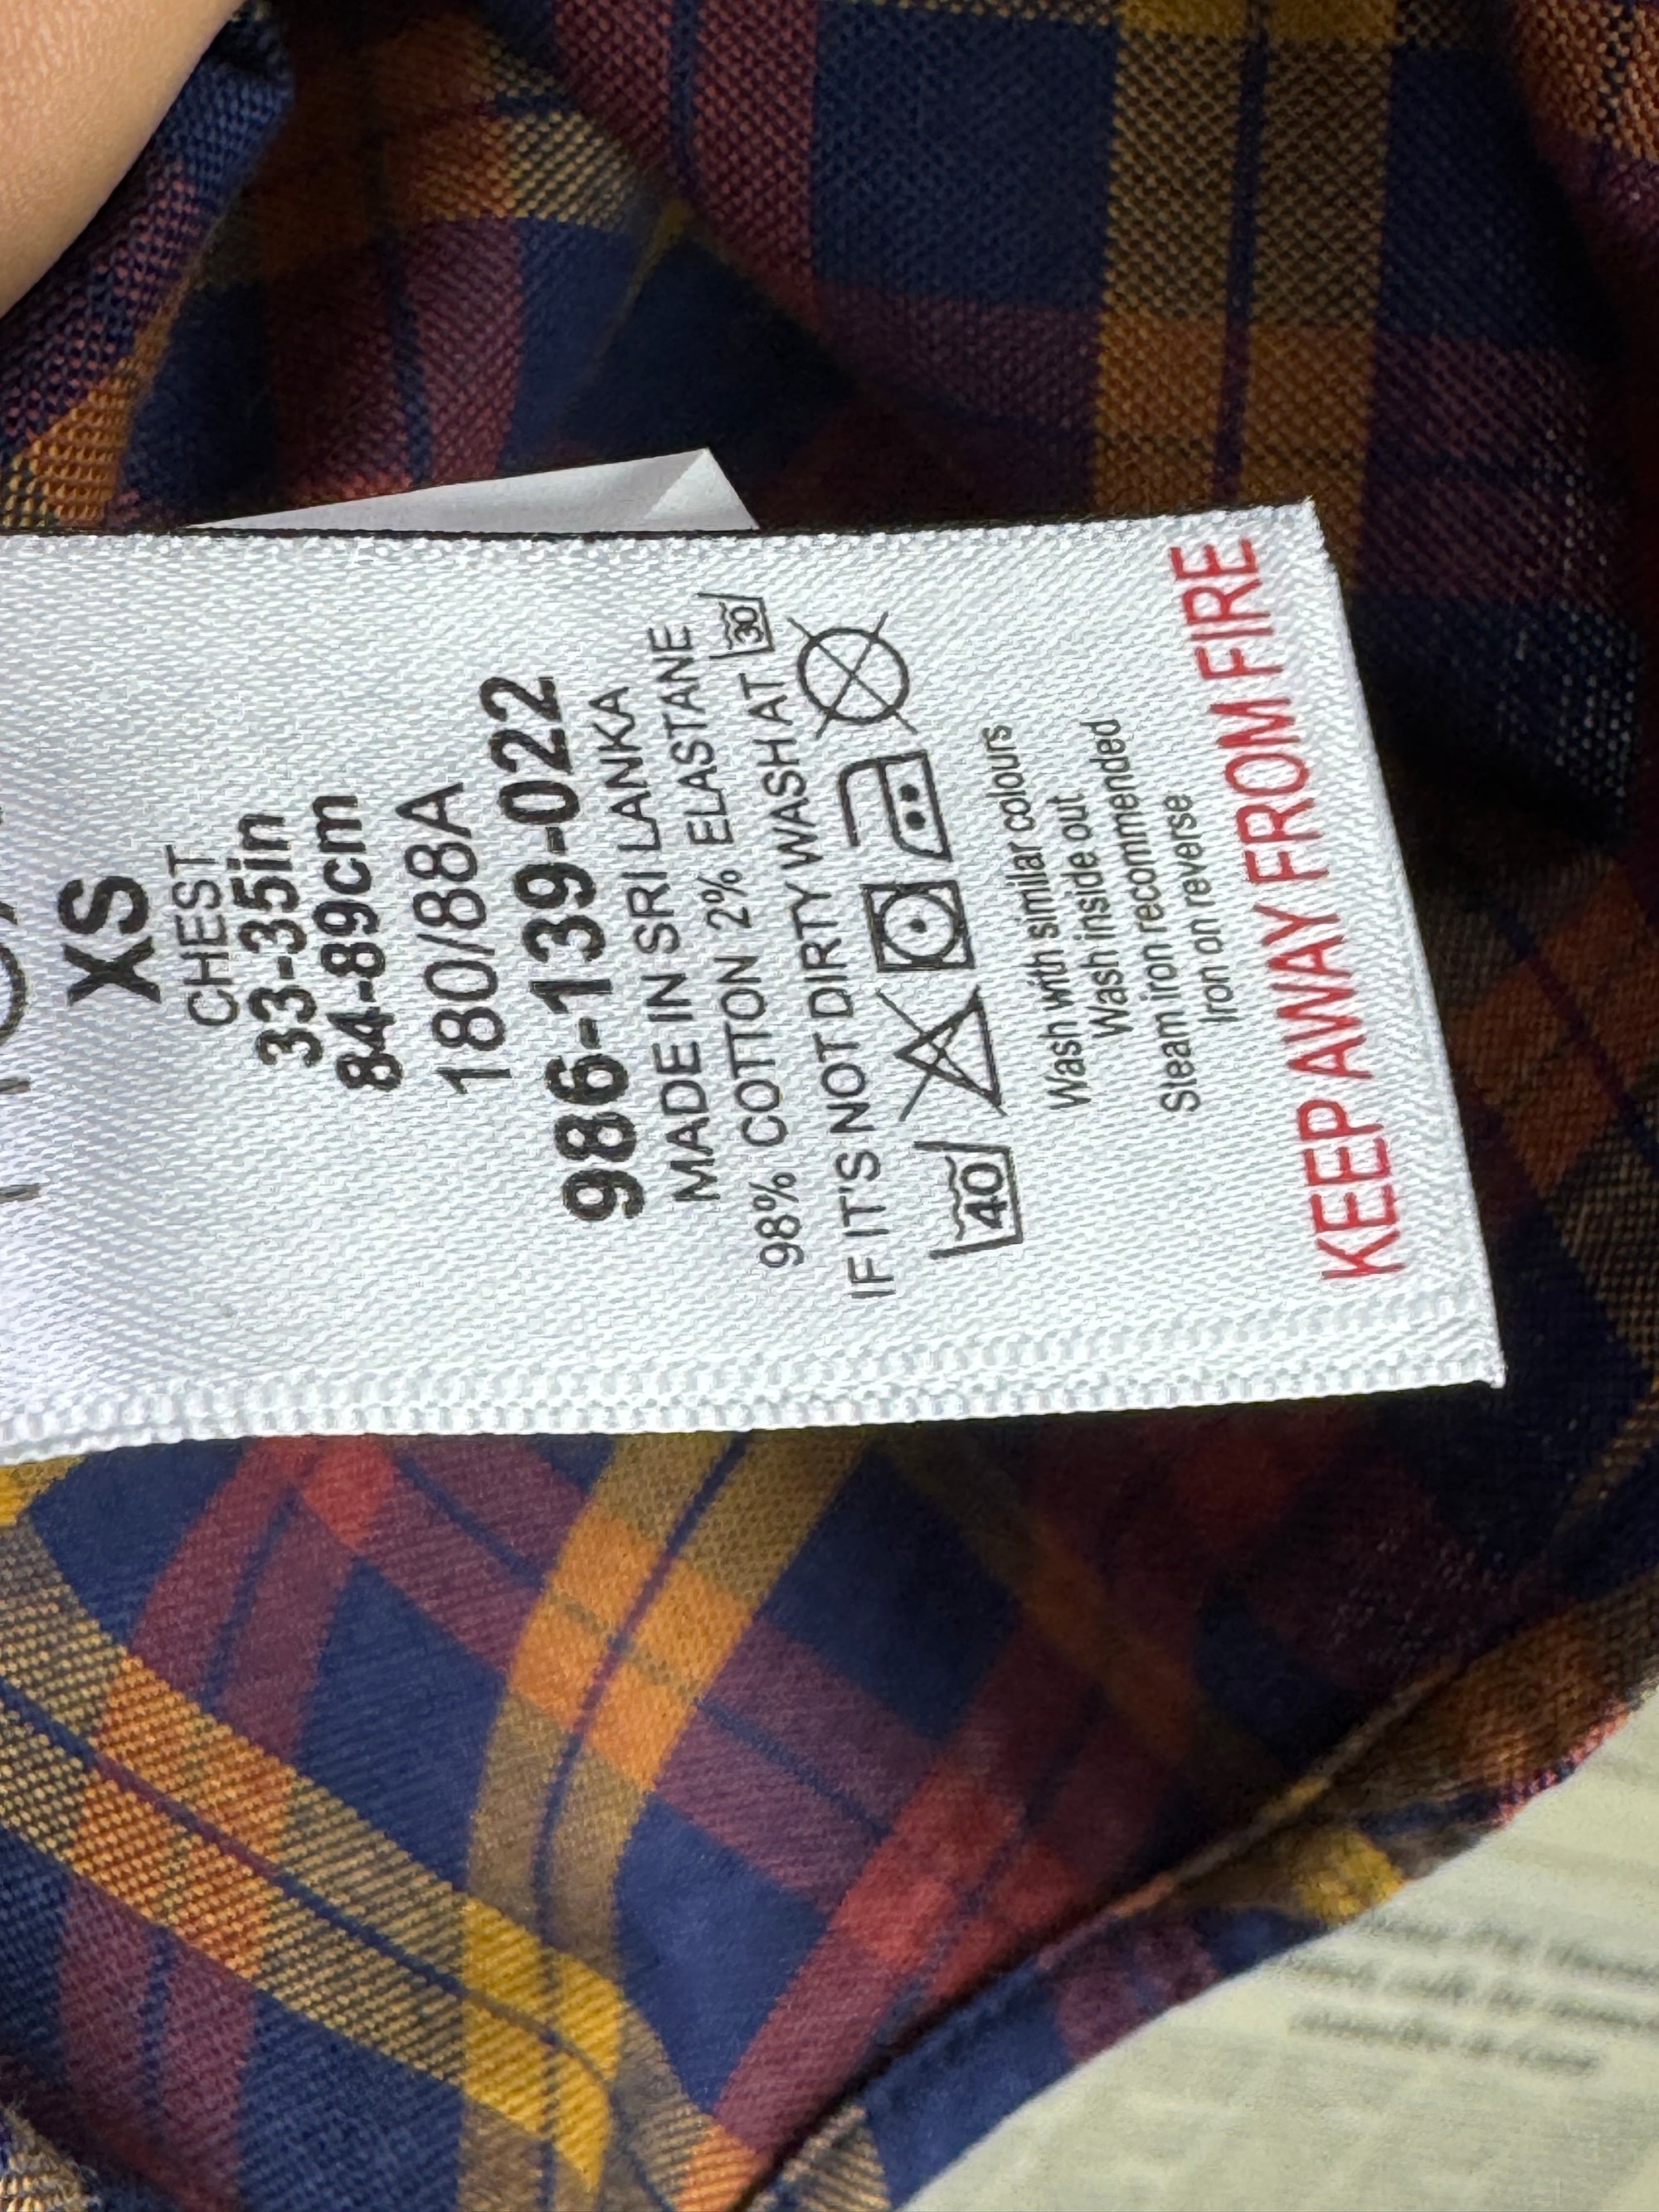 XS
CHEST
33-35in
84-89cm
180/88A
986-139-022
MADE IN SRI LANKA
98% COTTON 2% ELASTANE
IF IT'S NOT DIRTY WASH AT 30
40
Wash with similar colours
Wash inside out
Steam iron recommended
Iron on reverse
KEEP AWAY FROM FIRE